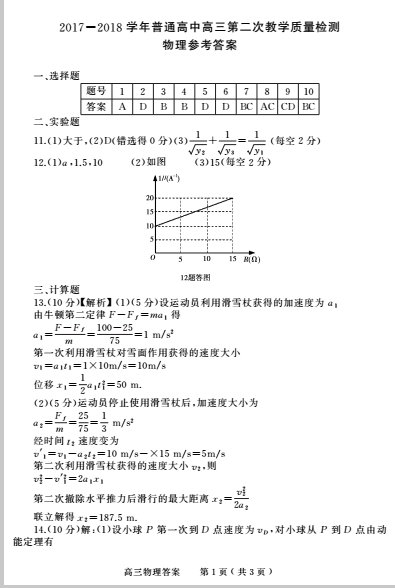 2017－2018 学年普通高中高三第二次教学质量检测
物理参考答案
一、选择题
题号 1 2 3 4 5 6 7 8 9 10
答案 A D B B D D BC AC CD BC
二、实验题
11.(1)大于,(2)D(错选得 0 分)(3) 1/√y₂ + 1/√y₃ = 1/√y₁ (每空 2 分)
12.(1)a,1.5,10 (2)如图 (3)15(每空 2 分)
1/I(A⁻¹)
20
15
10
5
O 5 10 15 R(Ω)
12题答图
三、计算题
13.(10 分)【解析】(1)(5 分)设运动员利用滑雪杖获得的加速度为 a₁
由牛顿第二定律 F－F_f＝ma₁ 得
a₁＝(F－F_f)/m＝(100－25)/75＝1 m/s²
第一次利用滑雪杖对雪面作用获得的速度大小
v₁＝a₁t₁＝1×10m/s＝10m/s
位移 x₁＝1/2 a₁t₁²＝50 m.
(2)(5 分)运动员停止使用滑雪杖后,加速度大小为
a₂＝F_f/m＝25/75＝1/3 m/s²
经时间 t₂ 速度变为
v'₁＝v₁－a₂t₂＝10 m/s－×15 m/s＝5m/s
第二次利用滑雪杖获得的速度大小 v₂,则
v₂²－v'₁²＝2a₁x₁
第二次撤除水平推力后滑行的最大距离 x₂＝v₂²/2a₂
联立解得 x₂＝187.5 m.
14.(10 分)解:(1)设小球 P 第一次到 D 点速度为 v_D,对小球从 P 到 D 点由动
能定理有
高三物理答案 第 1 页 ( 共 3 页 )